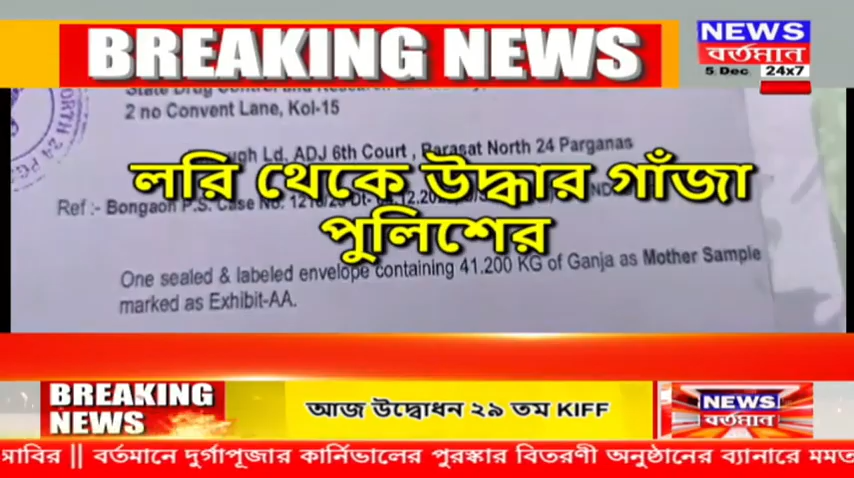 BREAKING NEWS
NEWS
বর্তমান
5 Dec
24x7
2 no Convent Lane, Kol-15
Ld. ADJ 6th Court, Barasat North 24 Parganas
লরি থেকে উদ্ধার গাঁজা
Ref :- Bongaon P.S. Case No.
পুলিশের
One sealed & labeled envelope containing 41.200 KG of Ganja as Mother Sample
marked as Exhibit-AA.
BREAKING
NEWS
আজ উদ্বোধন ২৯ তম KIFF
NEWS
বর্তমান
সাবির || বর্তমানে দুর্গাপূজার কার্নিভালের পুরস্কার বিতরণী অনুষ্ঠানের ব্যানারে মমত